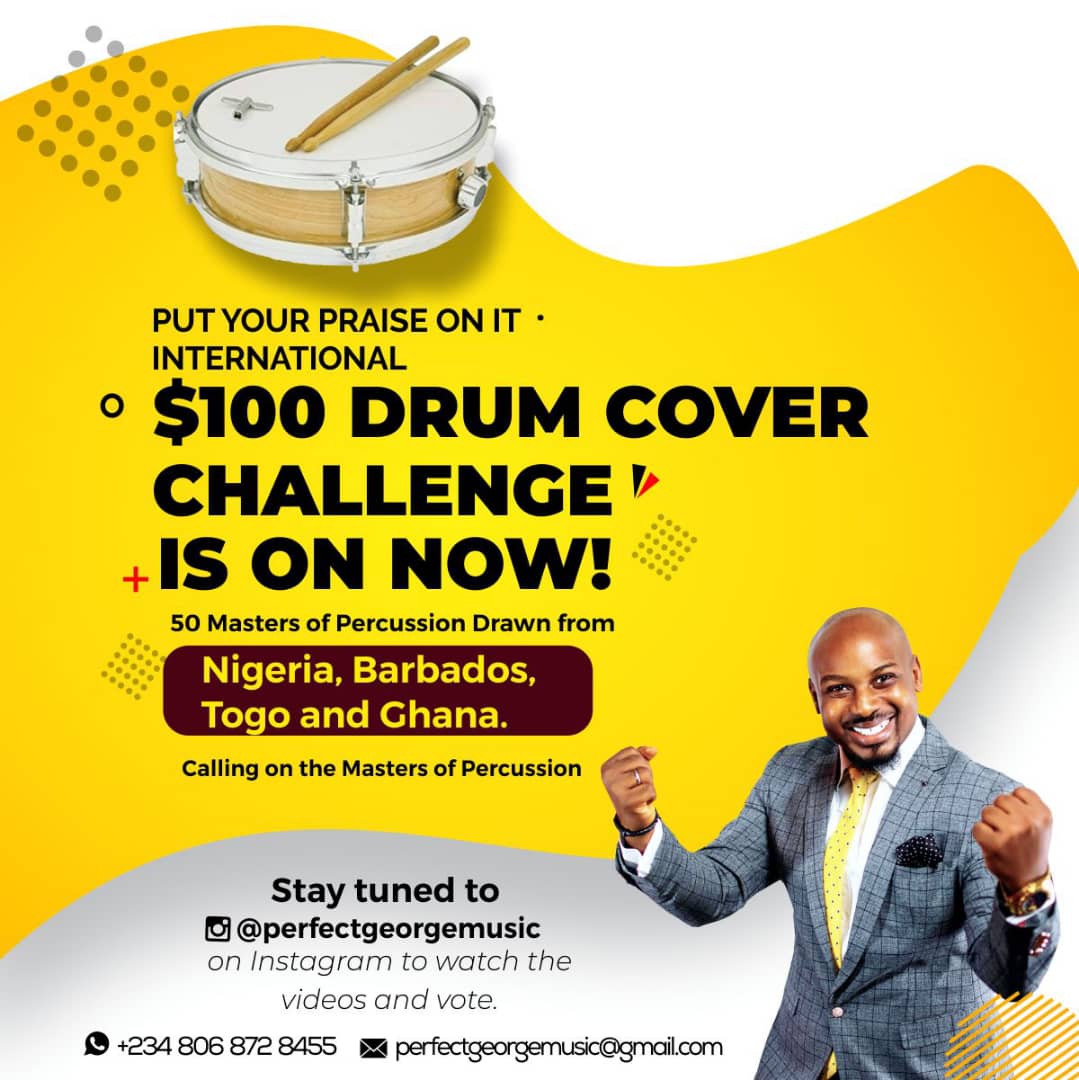 PUT YOUR PRAISE ON IT
INTERNATIONAL
$100 DRUM COVER
CHALLENGE
IS ON NOW!
50 Masters of Percussion Drawn from
Nigeria, Barbados,
Togo and Ghana.
Calling on the Masters of Percussion
Stay tuned to
@perfectgeorgemusic
on Instagram to watch the
videos and vote.
+234 806 872 8455 perfectgeorgemusic@gmail.com